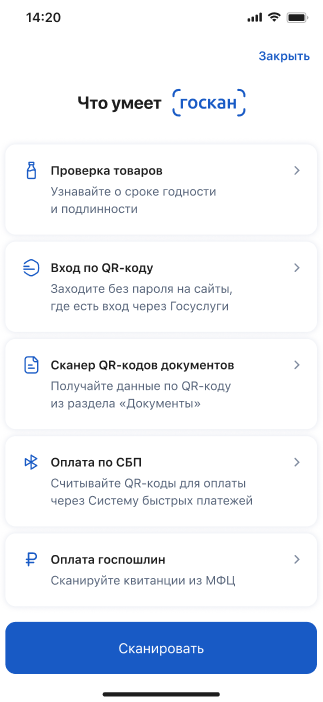 14:20
Закрыть
Что умеет госкан
Проверка товаров
Узнавайте о сроке годности
и подлинности
Вход по QR-коду
Заходите без пароля на сайты,
где есть вход через Госуслуги
Сканер QR-кодов документов
Получайте данные по QR-коду
из раздела «Документы»
Оплата по СБП
Считывайте QR-коды для оплаты
через Систему быстрых платежей
Оплата госпошлин
Сканируйте квитанции из МФЦ
Сканировать